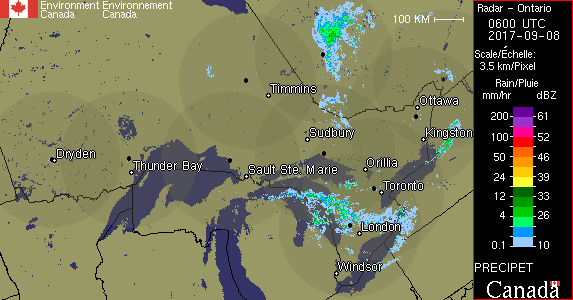 Environment Environnement
Canada Canada
100 KM
Timmins
Ottawa
Sudbury
Kingston
Dryden
Thunder Bay
Sault Ste. Marie
Orillia
Toronto
London
Windsor
Radar - Ontario
0600 UTC
2017-09-08
Scale/Échelle:
3.5 km/Pixel
Rain/Pluie
mm/hr dBZ
200 61
100 52
50 46
24 39
12 33
4 26
0.1 10
PRECIPET
Canada